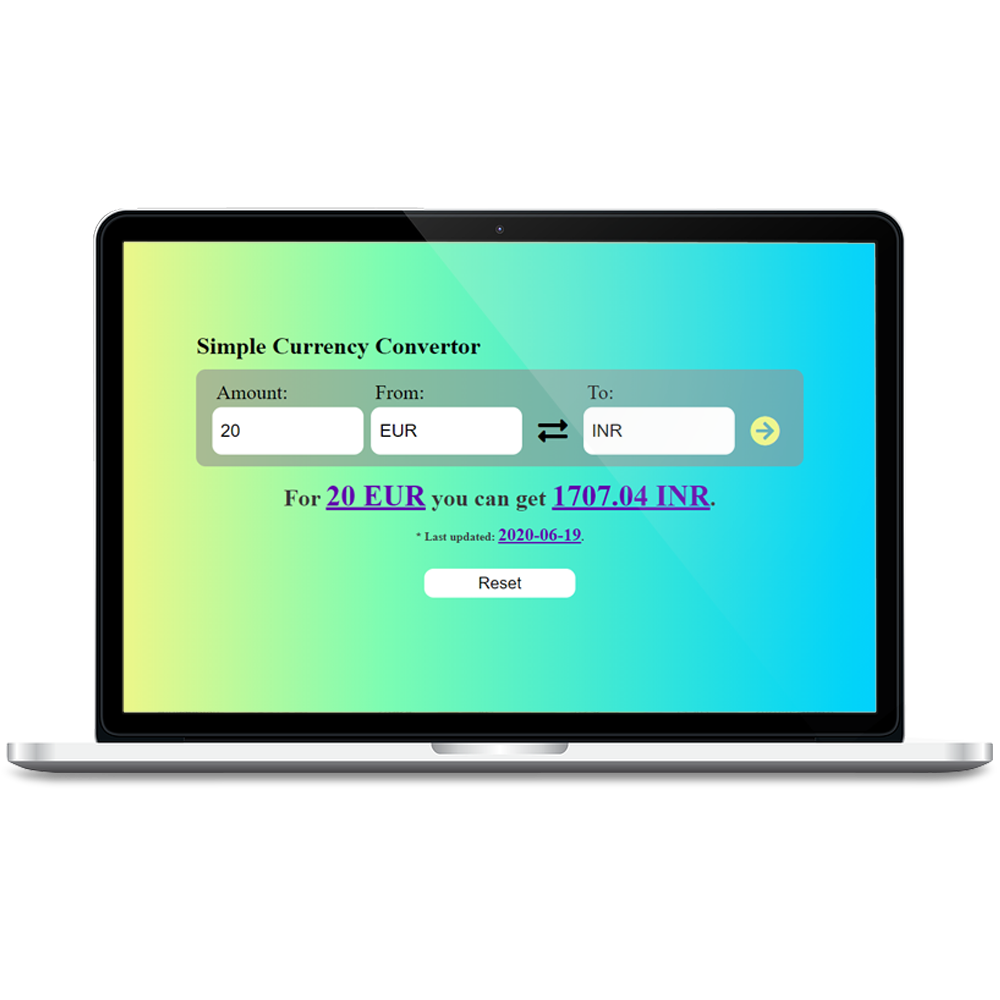 Simple Currency Convertor
Amount: From: To:
20 EUR INR
For 20 EUR you can get 1707.04 INR.
* Last updated: 2020-06-19.
Reset